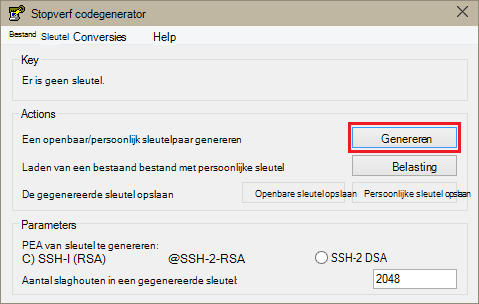 Stopverf codegenerator
Bestand Sleutel Conversies Help
Key
Er is geen sleutel.
Actions
Een openbaar/persoonlijk sleutelpaar genereren Genereren
Laden van een bestaand bestand met persoonlijke sleutel Belasting
De gegenereerde sleutel opslaan Openbare sleutel opslaan Persoonlijke sleutel opslaan
Parameters
PEA van sleutel te genereren:
C) SSH-I (RSA) @SSH-2-RSA SSH-2 DSA
Aantal slaghouten in een gegenereerde sleutel: 2048